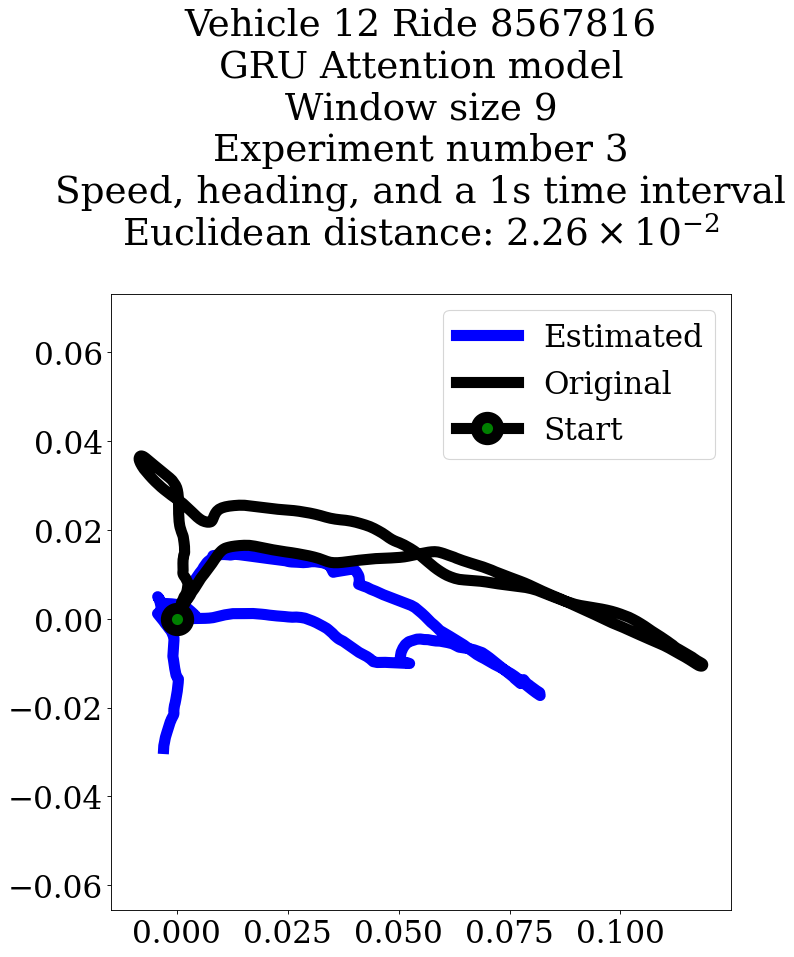 Vehicle 12 Ride 8567816
GRU Attention model
Window size 9
Experiment number 3
Speed, heading, and a 1s time interval
Euclidean distance: 2.26 × 10⁻²
Estimated
Original
Start
0.06
0.04
0.02
0.00
−0.02
−0.04
−0.06
0.000 0.025 0.050 0.075 0.100